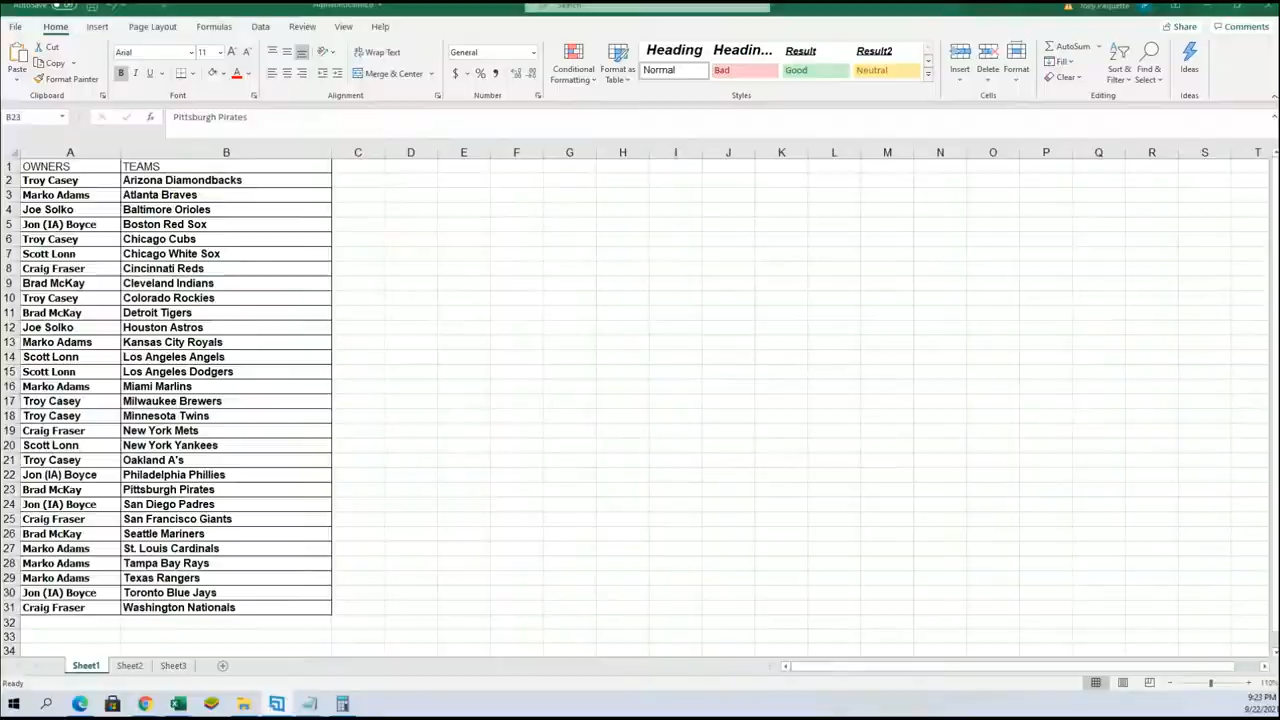 File Home Insert Page Layout Formulas Data Review View Help Share Comments
Cut Arial 11 Wrap Text General Heading Headin... Result Result2 AutoSum
Copy Normal Bad Good Neutral Fill
Paste Format Painter B I U Merge & Center $ % Conditional Formatting Format as Table Insert Delete Format Clear Sort & Filter Find & Select Ideas
Clipboard Font Alignment Number Styles Cells Editing Ideas
B23 fx Pittsburgh Pirates
A B C D E F G H I J K L M N O P Q R S T
1 OWNERS TEAMS
2 Troy Casey Arizona Diamondbacks
3 Marko Adams Atlanta Braves
4 Joe Solko Baltimore Orioles
5 Jon (IA) Boyce Boston Red Sox
6 Troy Casey Chicago Cubs
7 Scott Lonn Chicago White Sox
8 Craig Fraser Cincinnati Reds
9 Brad McKay Cleveland Indians
10 Troy Casey Colorado Rockies
11 Brad McKay Detroit Tigers
12 Joe Solko Houston Astros
13 Marko Adams Kansas City Royals
14 Scott Lonn Los Angeles Angels
15 Scott Lonn Los Angeles Dodgers
16 Marko Adams Miami Marlins
17 Troy Casey Milwaukee Brewers
18 Troy Casey Minnesota Twins
19 Craig Fraser New York Mets
20 Scott Lonn New York Yankees
21 Troy Casey Oakland A's
22 Jon (IA) Boyce Philadelphia Phillies
23 Brad McKay Pittsburgh Pirates
24 Jon (IA) Boyce San Diego Padres
25 Craig Fraser San Francisco Giants
26 Brad McKay Seattle Mariners
27 Marko Adams St. Louis Cardinals
28 Marko Adams Tampa Bay Rays
29 Marko Adams Texas Rangers
30 Jon (IA) Boyce Toronto Blue Jays
31 Craig Fraser Washington Nationals
32
33
34
Sheet1 Sheet2 Sheet3
Ready
9:23 PM